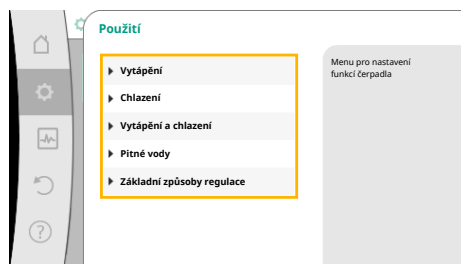 Použití
Vytápění
Chlazení
Vytápění a chlazení
Pitné vody
Základní způsoby regulace
Menu pro nastavení
funkcí čerpadla
?